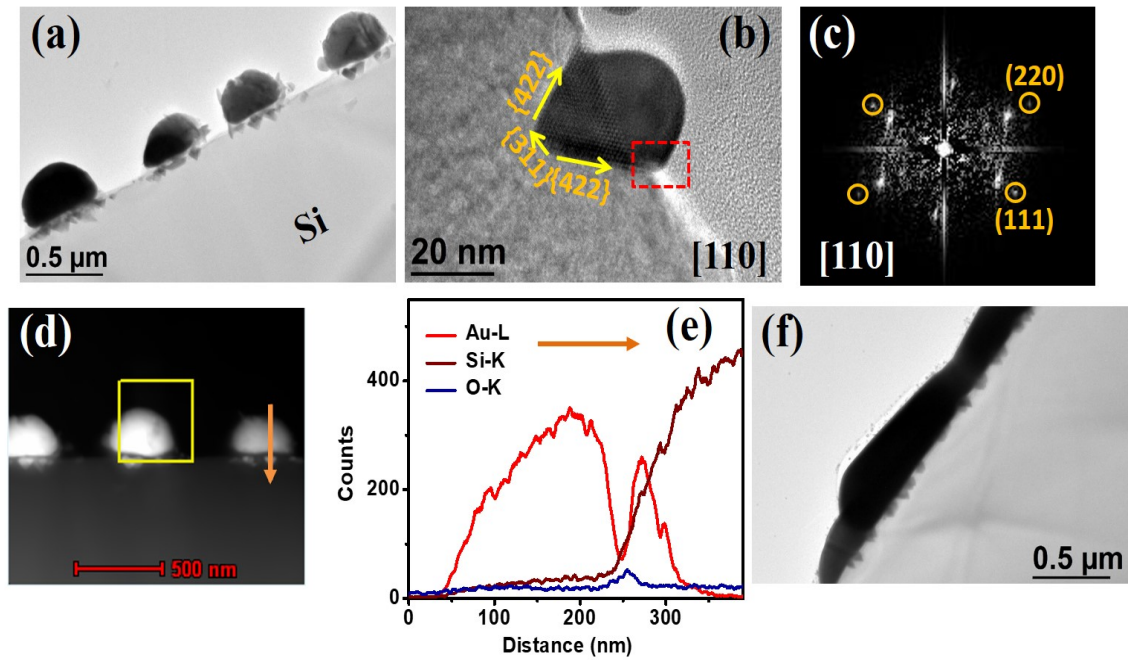 (a)
Si
0.5 µm
(b)
{422}
{311}
{422}
20 nm
[110]
(c)
(220)
(111)
[110]
(d)
500 nm
(e)
Au-L
Si-K
O-K
400
200
0
Counts
0 100 200 300
Distance (nm)
(f)
0.5 µm